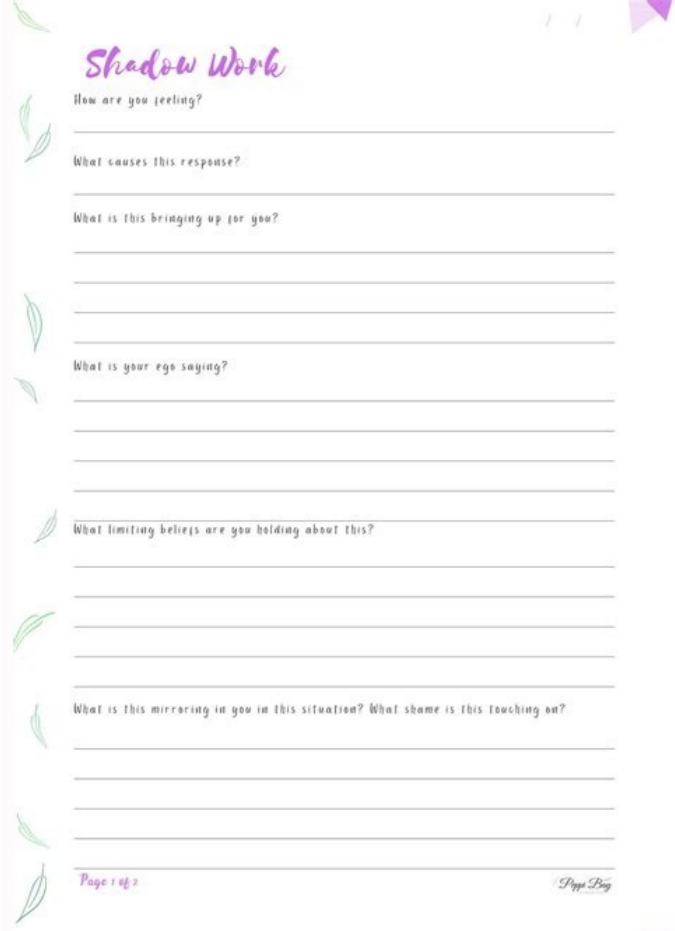 / /
Shadow Work
How are you feeling?
What causes this response?
What is this bringing up for you?
What is your ego saying?
What limiting beliefs are you holding about this?
What is this mirroring in you in this situation? What shame is this touching on?
Page 1 of 2